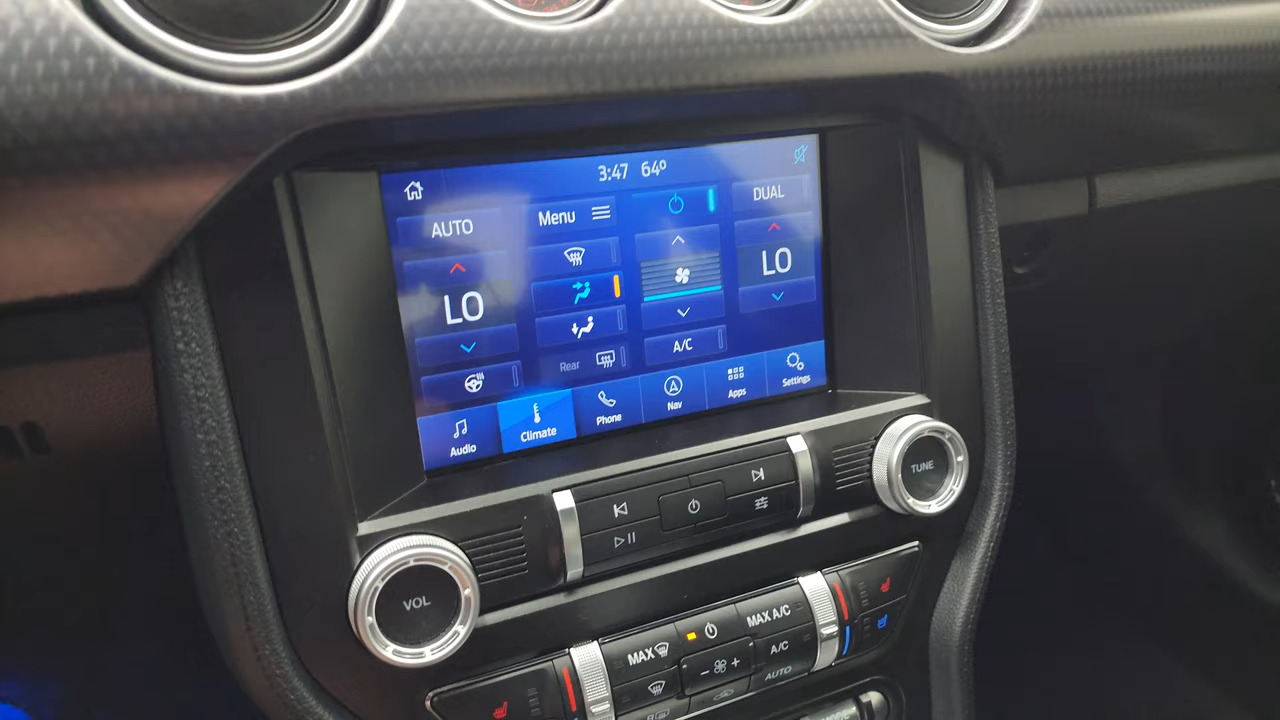 3:47 64°
AUTO
Menu
DUAL
LO
LO
A/C
Rear
Audio
Climate
Phone
Nav
Apps
Settings
TUNE
VOL
MAX A/C
MAX
A/C
AUTO